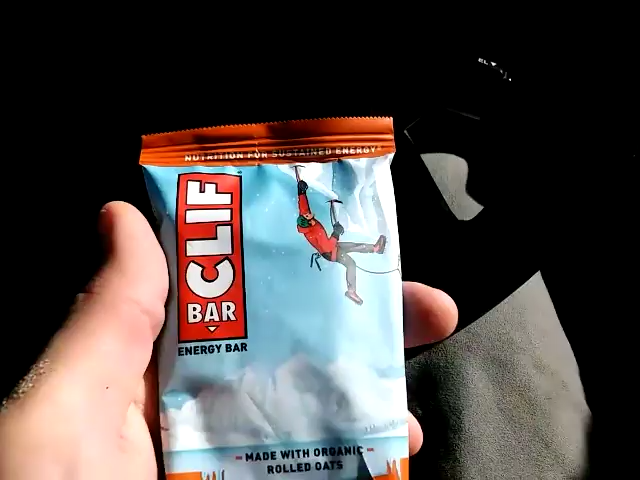 NUTRITION FOR SUSTAINED ENERGY®
CLIF
BAR
ENERGY BAR
- MADE WITH ORGANIC -
ROLLED OATS